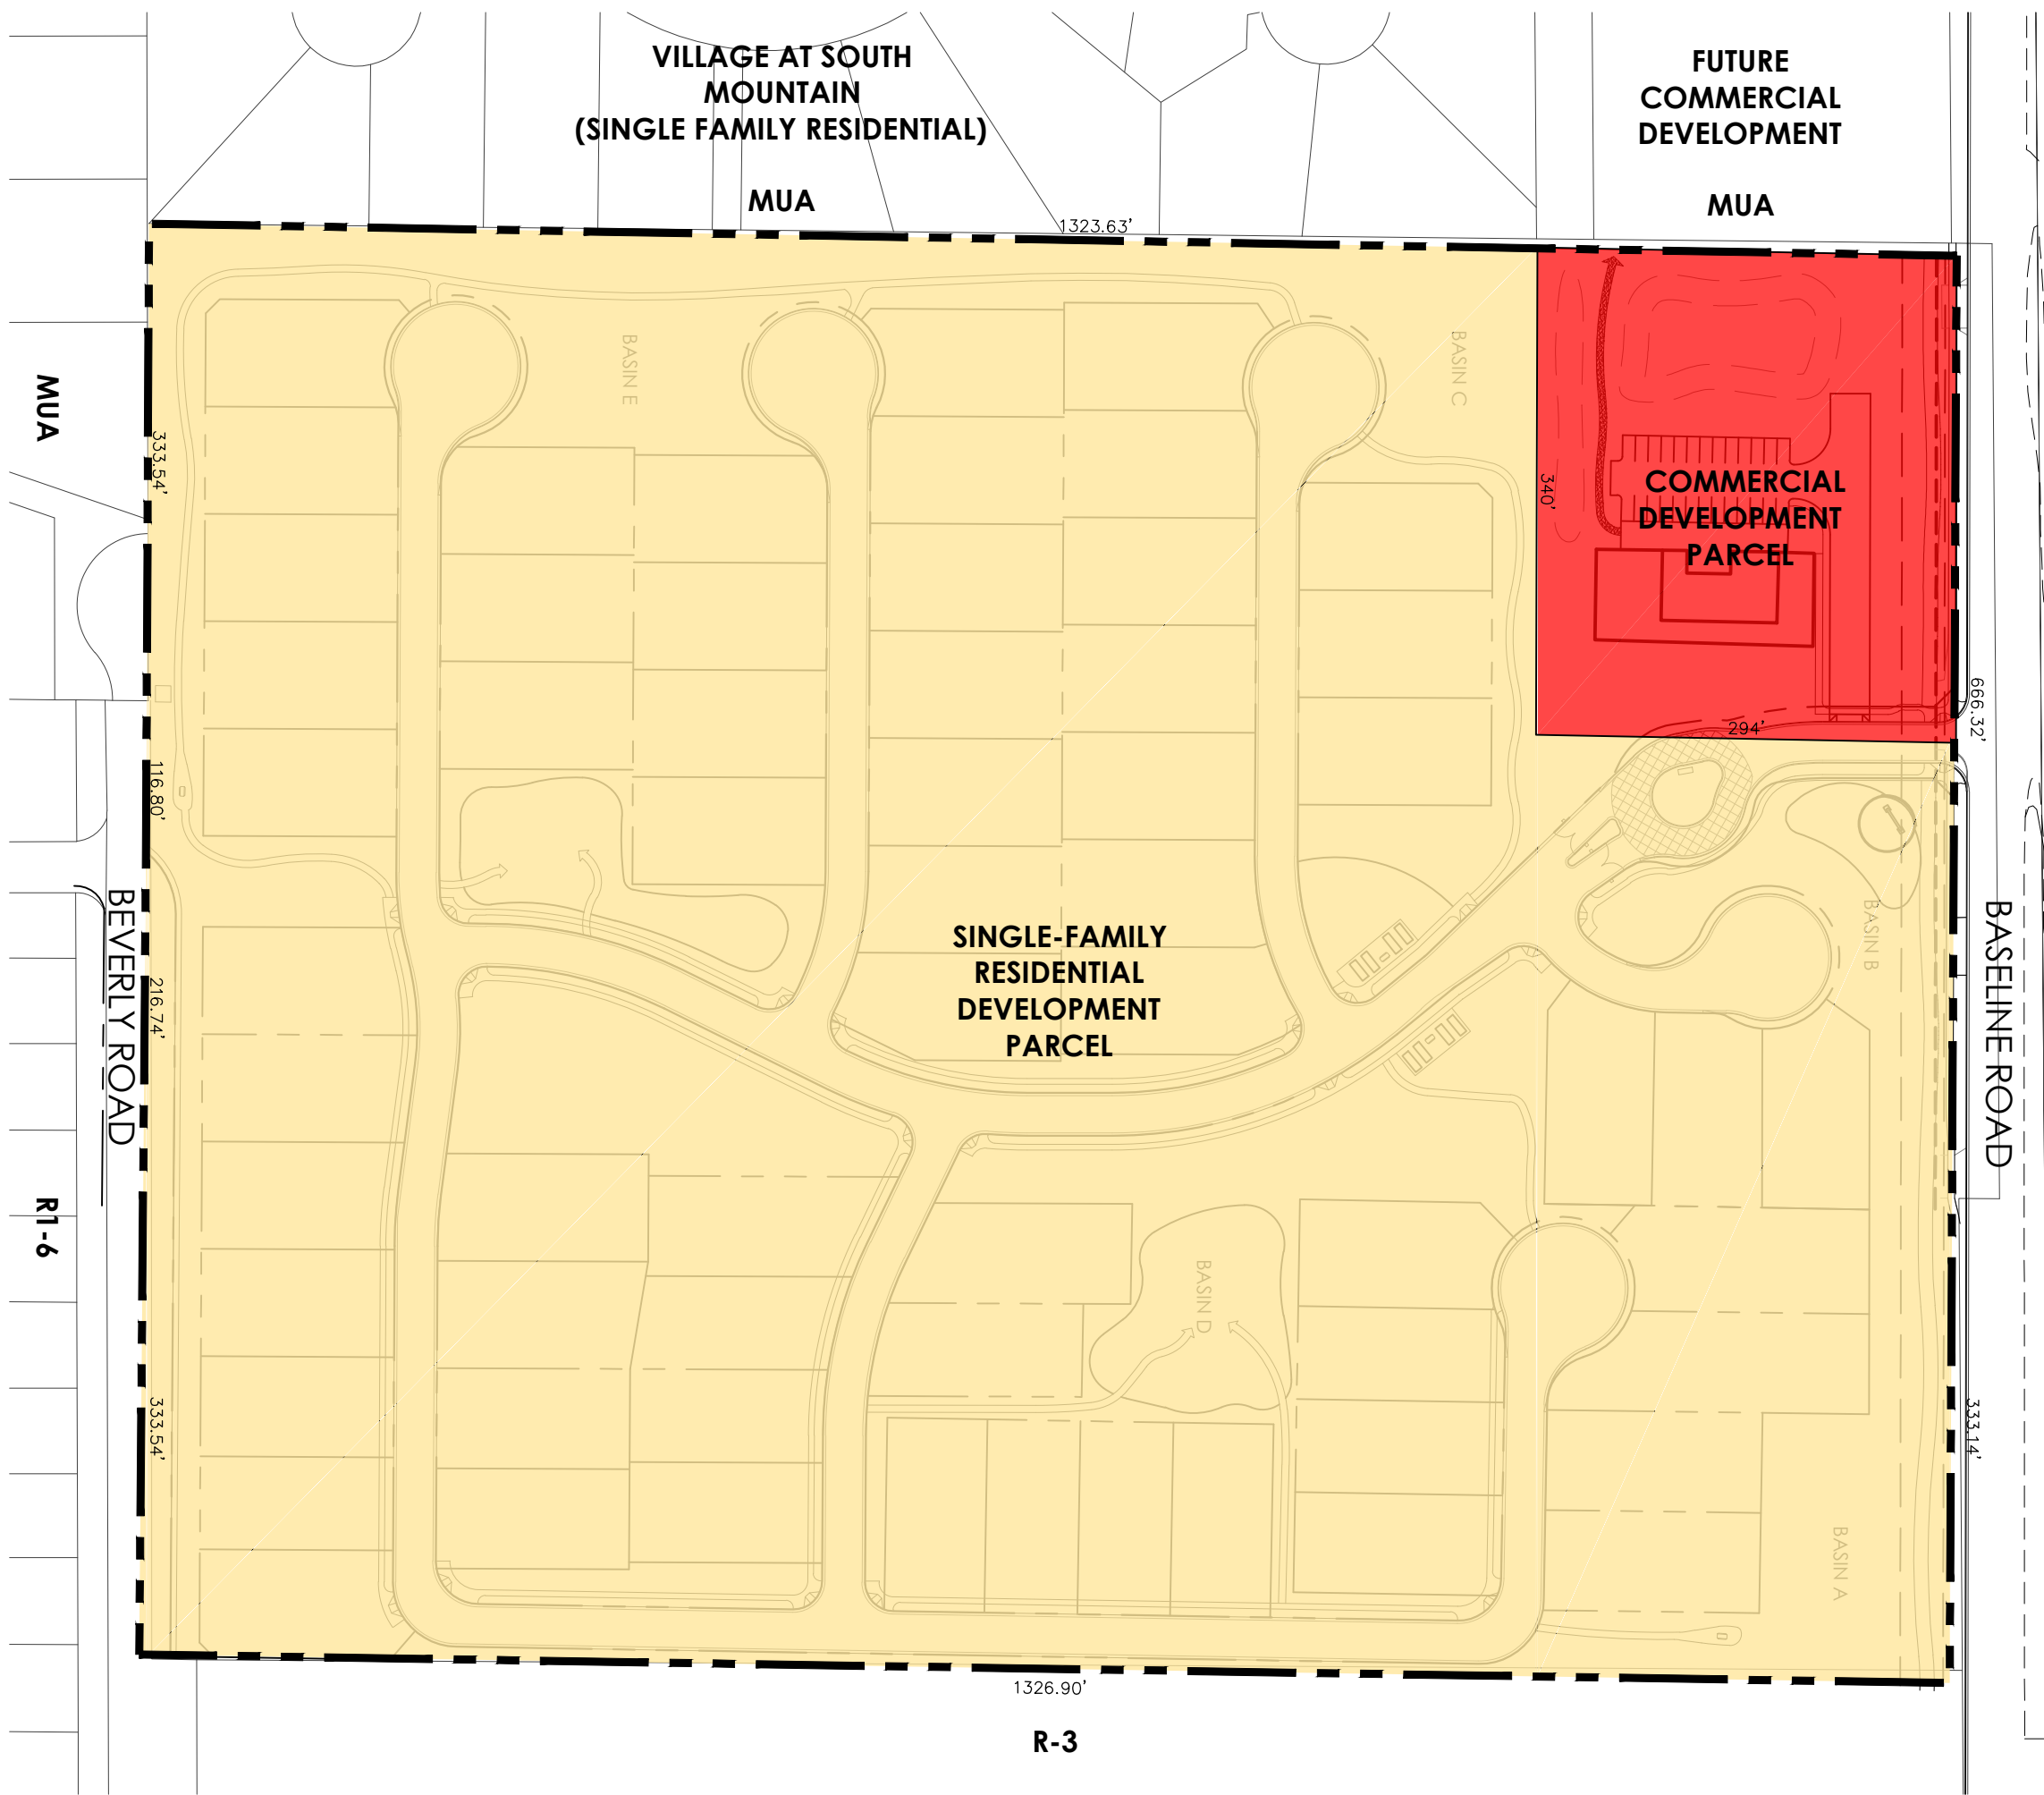 VILLAGE AT SOUTH
MOUNTAIN
(SINGLE FAMILY RESIDENTIAL)
MUA
FUTURE
COMMERCIAL
DEVELOPMENT
MUA
1323.63'
MUA
333.54'
BASIN E
BASIN C
340'
COMMERCIAL
DEVELOPMENT
PARCEL
294'
666.32'
116.80'
BEVERLY ROAD
216.74'
SINGLE-FAMILY
RESIDENTIAL
DEVELOPMENT
PARCEL
BASIN B
BASELINE ROAD
R1-6
BASIN D
333.54'
333.14'
BASIN A
1326.90'
R-3